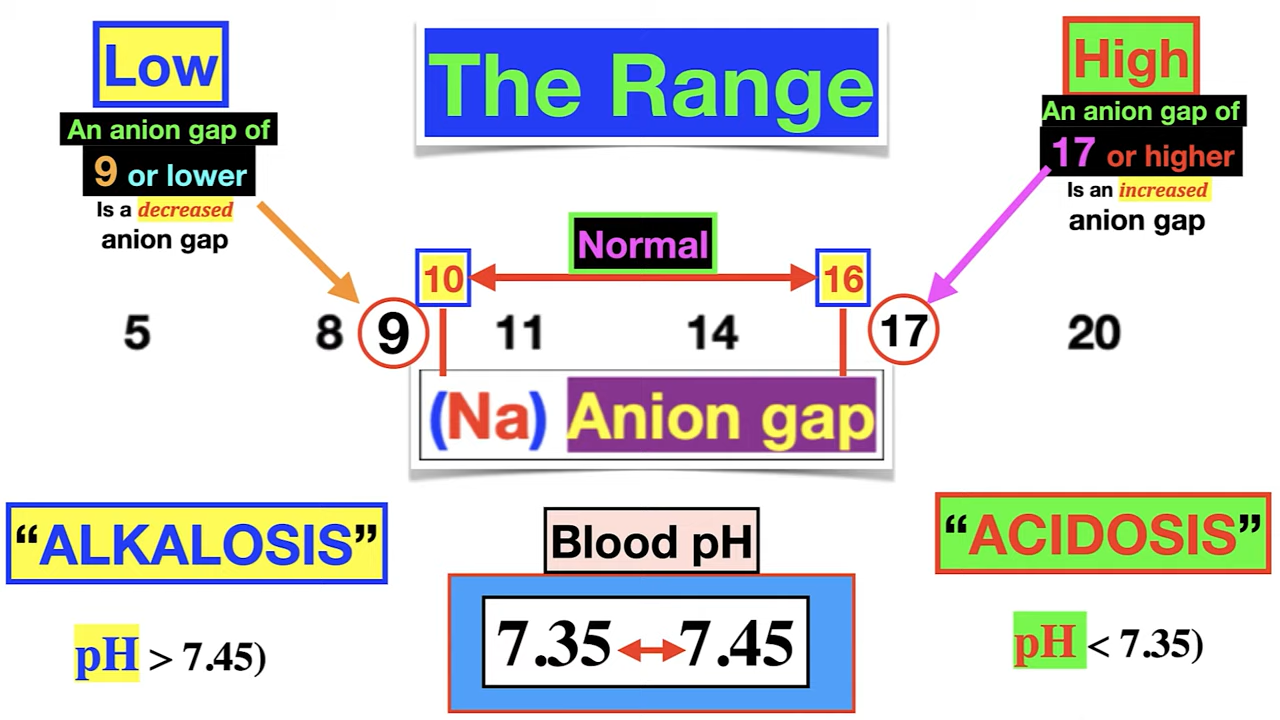 The Range
Low
An anion gap of
9 or lower
Is a decreased
anion gap
High
An anion gap of
17 or higher
Is an increased
anion gap
Normal
10
16
5 8 9 11 14 17 20
(Na) Anion gap
“ALKALOSIS”
pH > 7.45)
Blood pH
7.35 7.45
“ACIDOSIS”
pH < 7.35)